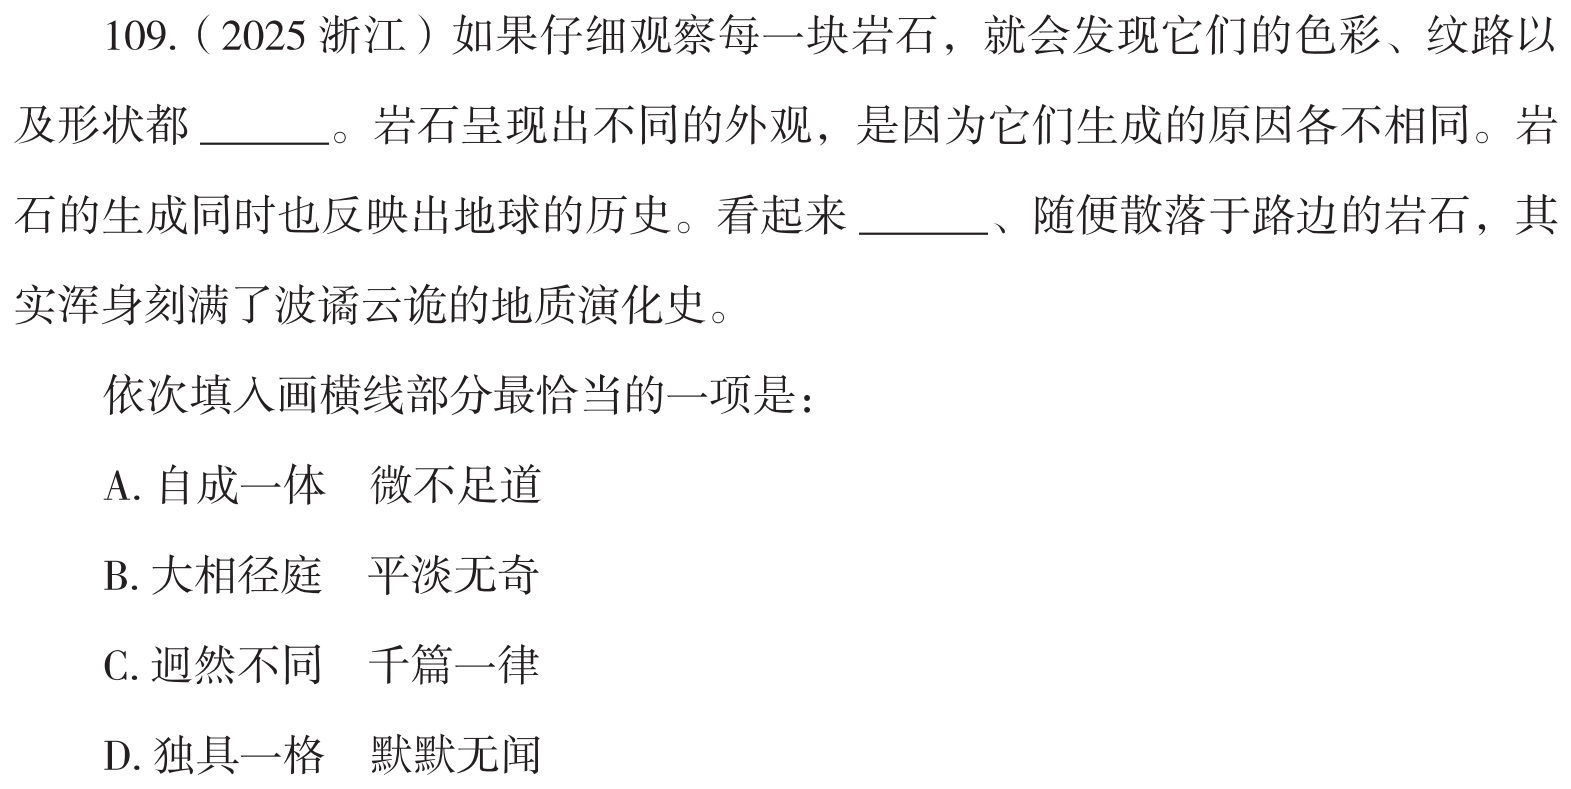 109.（2025 浙江）如果仔细观察每一块岩石，就会发现它们的色彩、纹路以
及形状都 ______。岩石呈现出不同的外观，是因为它们生成的原因各不相同。岩
石的生成同时也反映出地球的历史。看起来 ______、随便散落于路边的岩石，其
实浑身刻满了波谲云诡的地质演化史。
依次填入画横线部分最恰当的一项是：
A. 自成一体　微不足道
B. 大相径庭　平淡无奇
C. 迥然不同　千篇一律
D. 独具一格　默默无闻